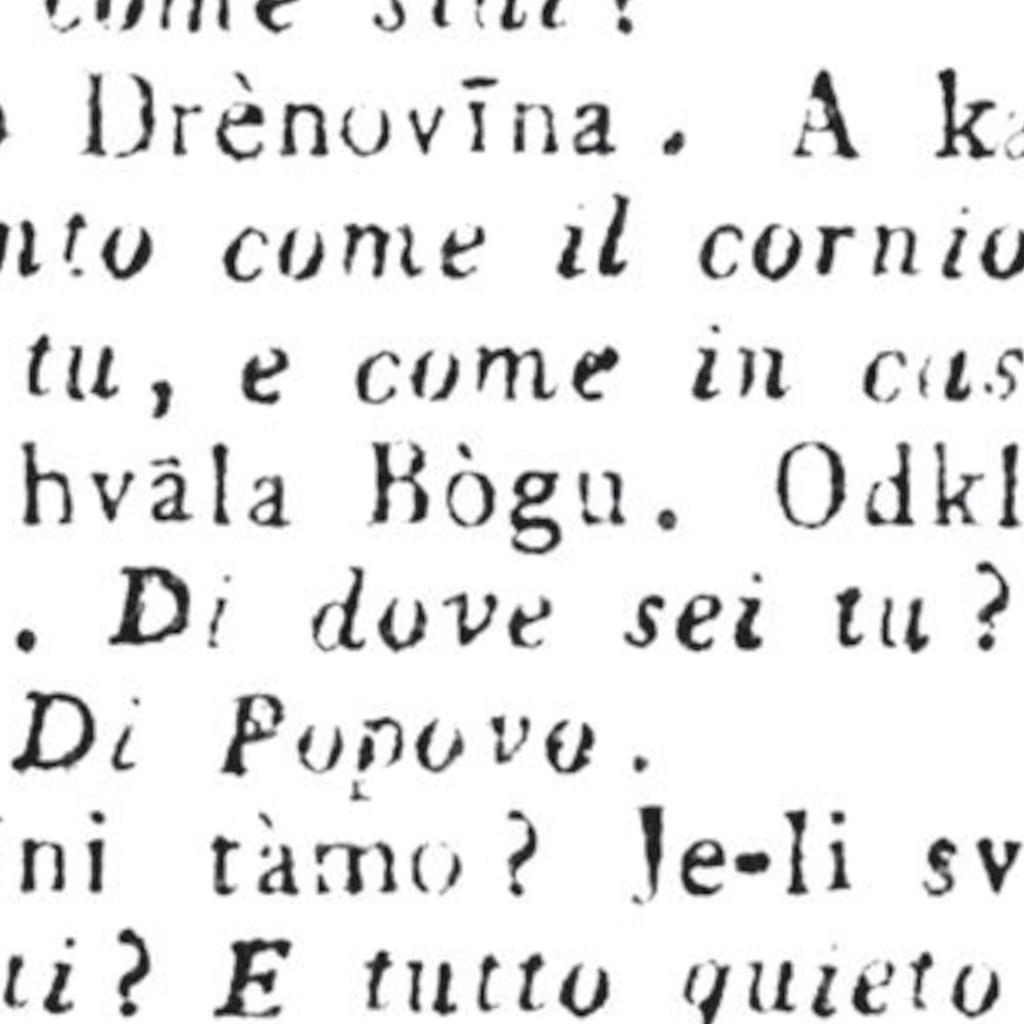 come stai?
Drènovīna. A ka
nto come il cornio
tu, e come in cas
hvāla Bògu. Odkl
. Di dove sei tu?
Di Popovo.
ni tàmo? Je-li sv
ti? E tutto quieto